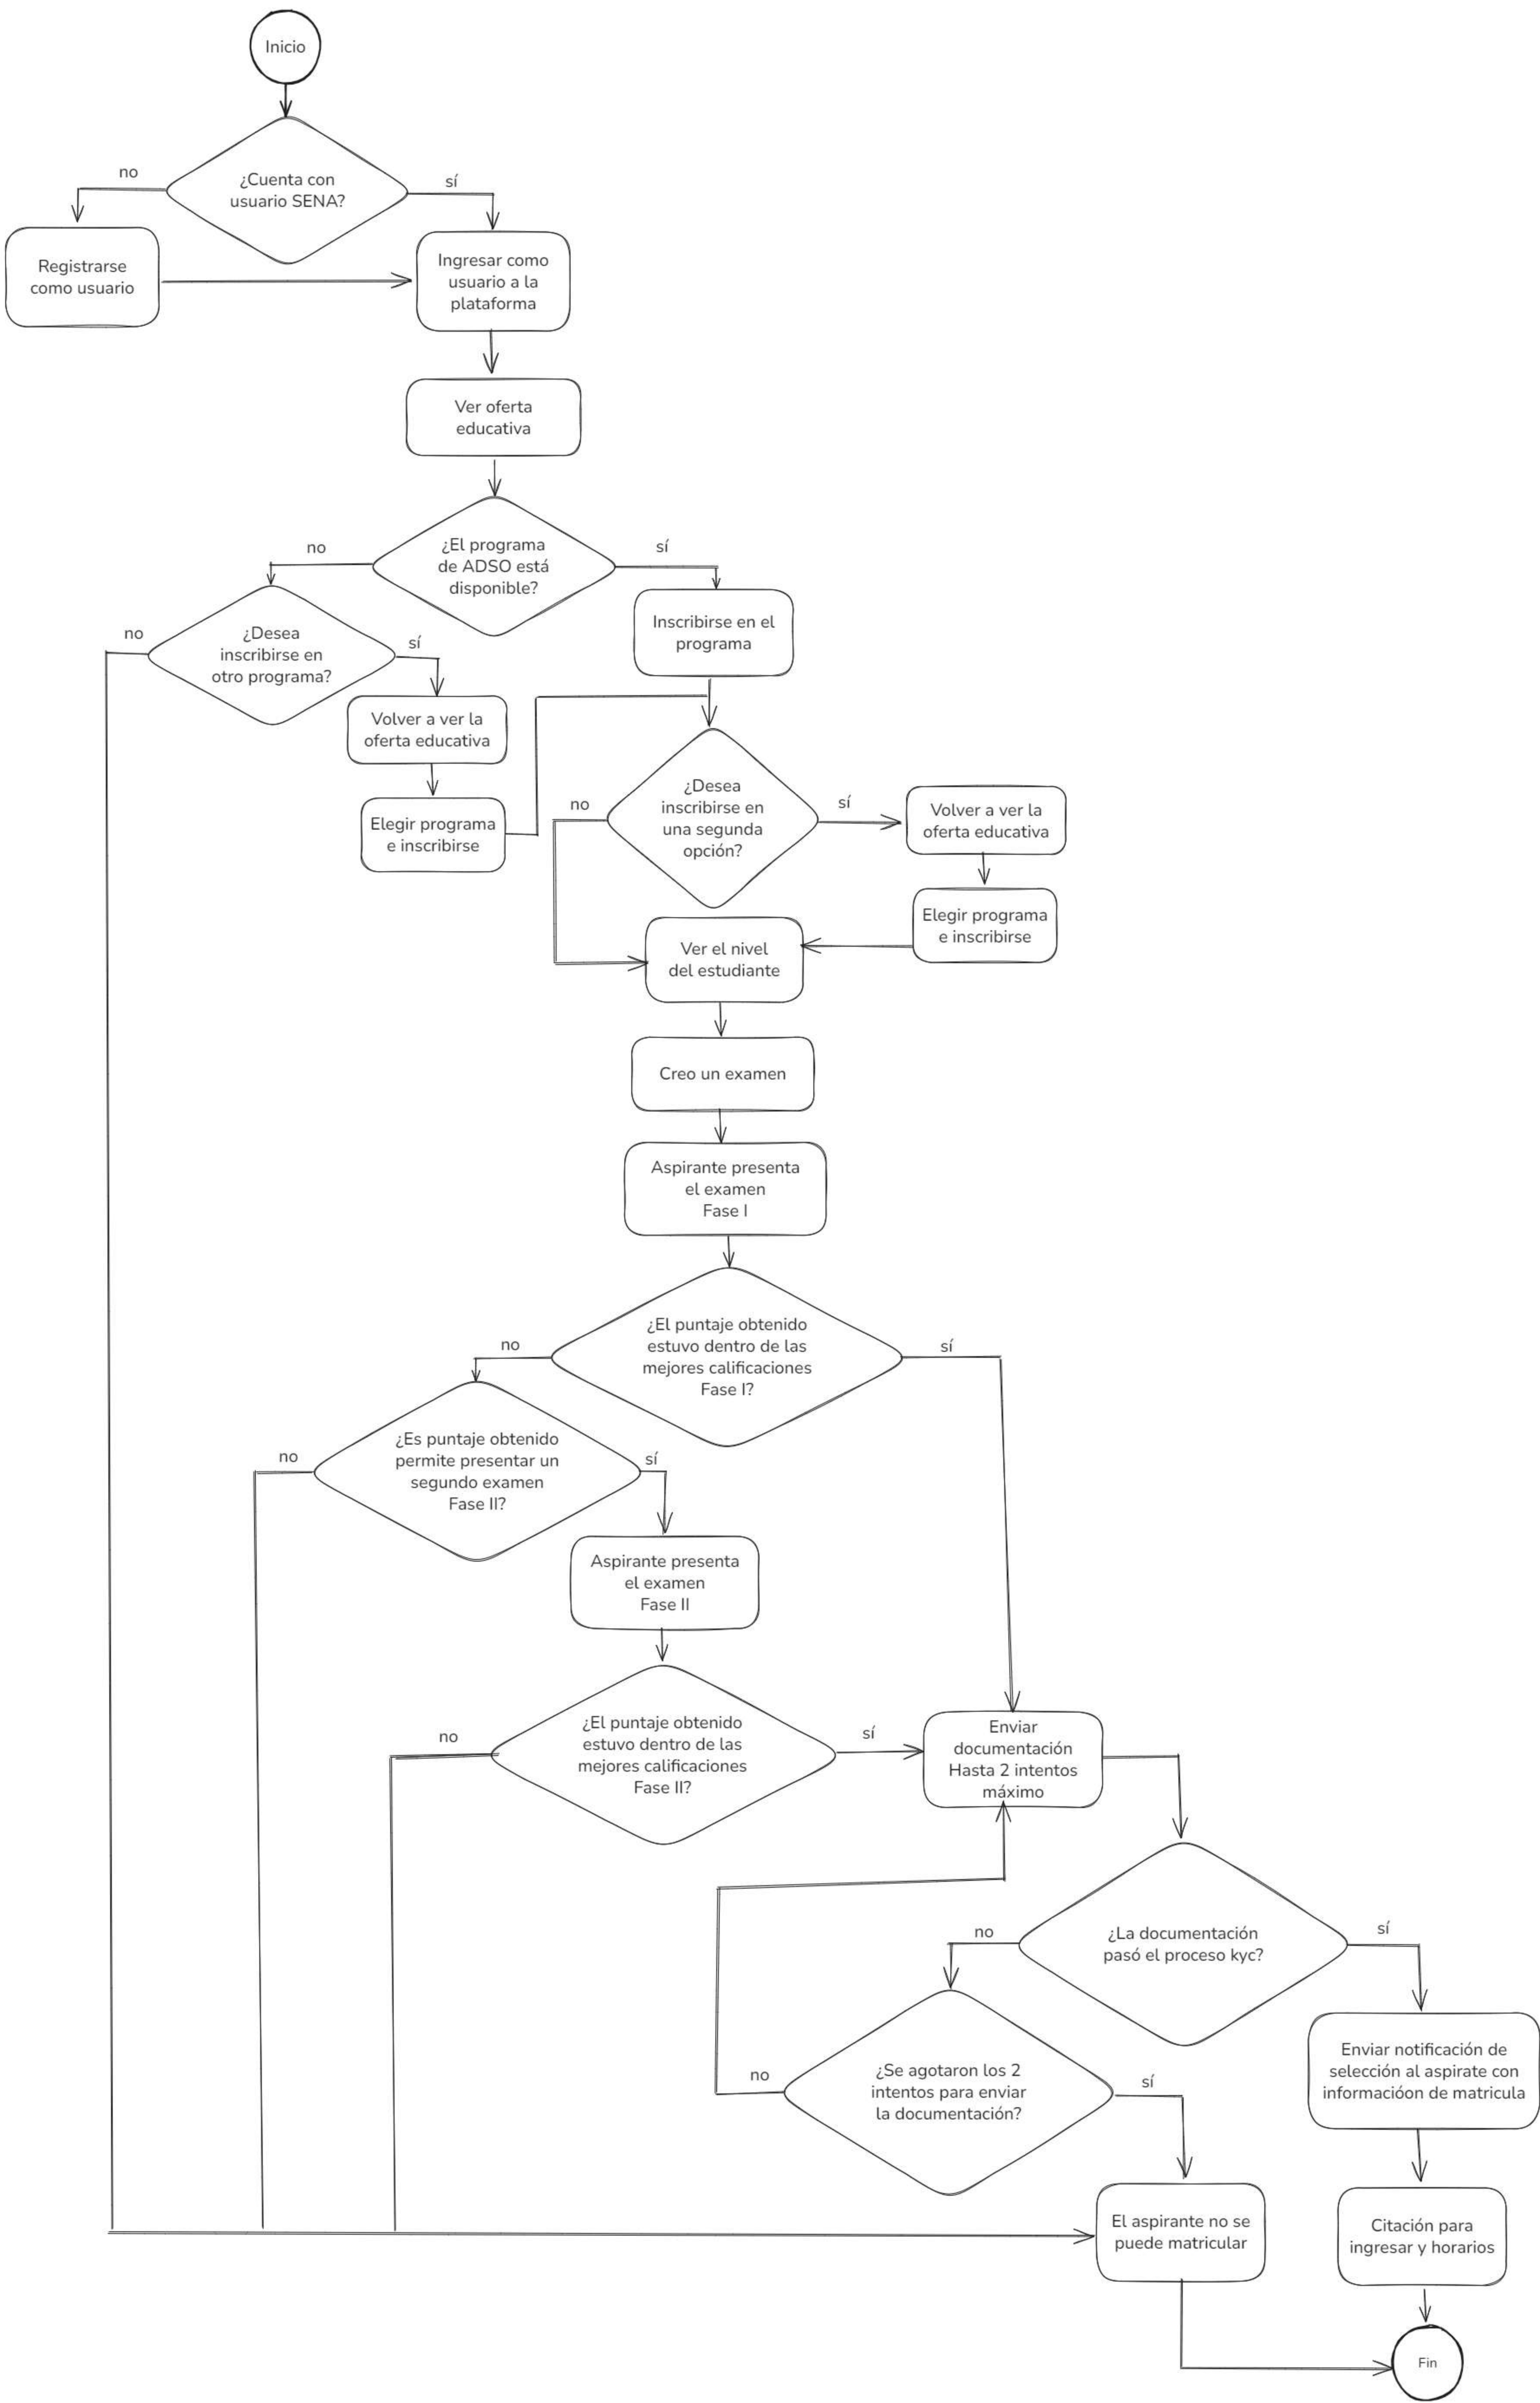 Inicio
¿Cuenta con
usuario SENA?
no
sí
Registrarse
como usuario
Ingresar como
usuario a la
plataforma
Ver oferta
educativa
¿El programa
de ADSO está
disponible?
no
sí
¿Desea
inscribirse en
otro programa?
no
sí
Inscribirse en el
programa
Volver a ver la
oferta educativa
Elegir programa
e inscribirse
¿Desea
inscribirse en
una segunda
opción?
no
sí
Volver a ver la
oferta educativa
Elegir programa
e inscribirse
Ver el nivel
del estudiante
Creo un examen
Aspirante presenta
el examen
Fase I
¿El puntaje obtenido
estuvo dentro de las
mejores calificaciones
Fase I?
no
sí
¿Es puntaje obtenido
permite presentar un
segundo examen
Fase II?
no
sí
Aspirante presenta
el examen
Fase II
¿El puntaje obtenido
estuvo dentro de las
mejores calificaciones
Fase II?
no
sí
Enviar
documentación
Hasta 2 intentos
máximo
¿La documentación
pasó el proceso kyc?
no
sí
¿Se agotaron los 2
intentos para enviar
la documentación?
no
sí
Enviar notificación de
selección al aspirate con
informacióon de matricula
El aspirante no se
puede matricular
Citación para
ingresar y horarios
Fin